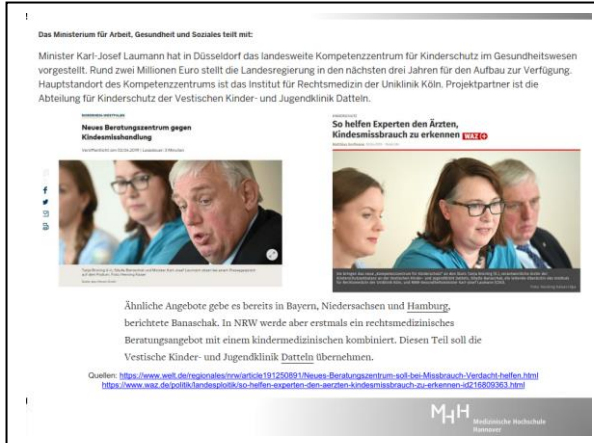 Das Ministerium für Arbeit, Gesundheit und Soziales teilt mit:
Minister Karl-Josef Laumann hat in Düsseldorf das landesweite Kompetenzzentrum für Kinderschutz im Gesundheitswesen
vorgestellt. Rund zwei Millionen Euro stellt die Landesregierung in den nächsten drei Jahren für den Aufbau zur Verfügung.
Hauptstandort des Kompetenzzentrums ist das Institut für Rechtsmedizin der Uniklinik Köln. Projektpartner ist die
Abteilung für Kinderschutz der Vestischen Kinder- und Jugendklinik Datteln.
NORDRHEIN-WESTFALEN
Neues Beratungszentrum gegen
Kindesmisshandlung
So helfen Experten den Ärzten,
Kindesmissbrauch zu erkennen WAZ
Ähnliche Angebote gebe es bereits in Bayern, Niedersachsen und Hamburg,
berichtete Banaschak. In NRW werde aber erstmals ein rechtsmedizinisches
Beratungsangebot mit einem kindermedizinischen kombiniert. Diesen Teil soll die
Vestische Kinder- und Jugendklinik Datteln übernehmen.
Quellen: https://www.welt.de/regionales/nrw/article191250891/Neues-Beratungszentrum-soll-bei-Missbrauch-Verdacht-helfen.html
https://www.waz.de/politik/landespolitik/so-helfen-experten-den-aerzten-kindesmissbrauch-zu-erkennen-id216809363.html
MHH Medizinische Hochschule
Hannover